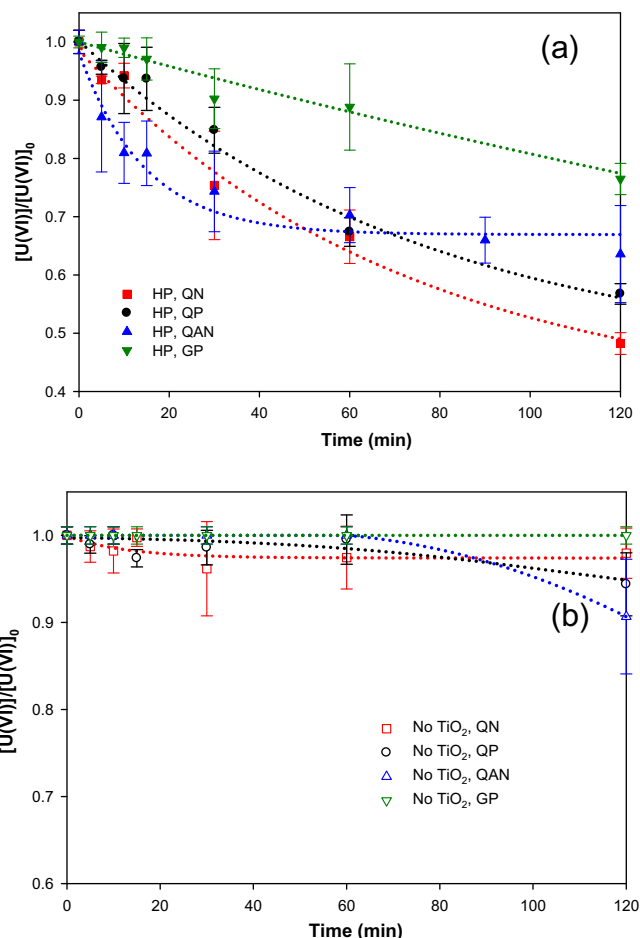 (a)
[U(VI)]/[U(VI)]₀
1.0
0.9
0.8
0.7
0.6
0.5
0.4
HP, QN
HP, QP
HP, QAN
HP, GP
0 20 40 60 80 100 120
Time (min)
[U(VI)]/[U(VI)]₀
1.0
0.9
0.8
0.7
0.6
(b)
No TiO₂, QN
No TiO₂, QP
No TiO₂, QAN
No TiO₂, GP
0 20 40 60 80 100 120
Time (min)